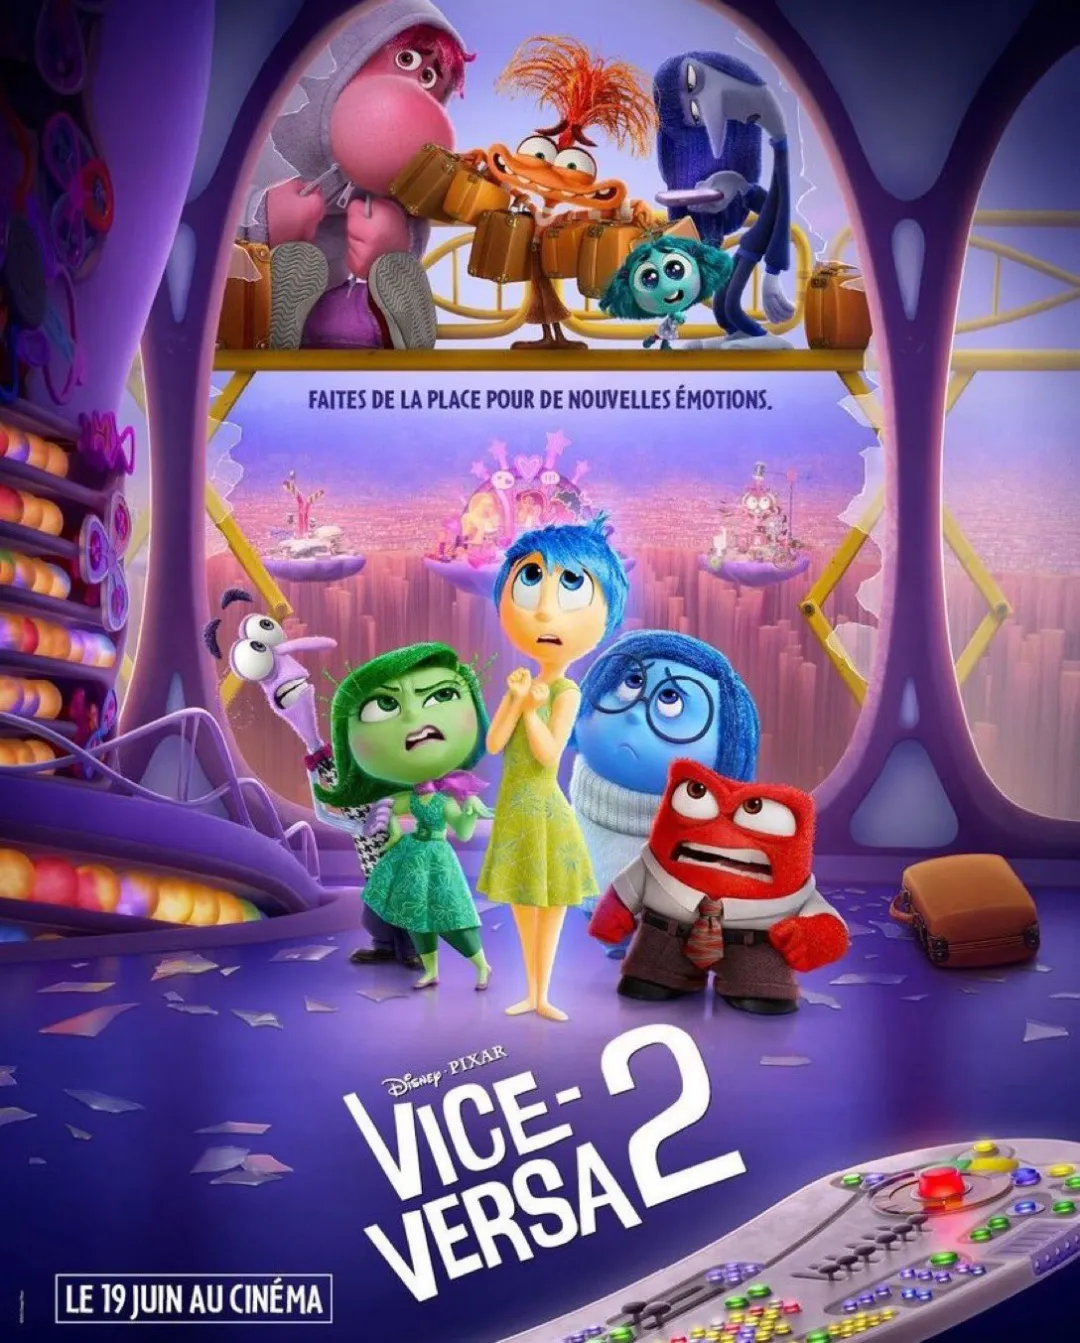 FAITES DE LA PLACE POUR DE NOUVELLES ÉMOTIONS.
DISNEY · PIXAR
VICE-
VERSA 2
LE 19 JUIN AU CINÉMA